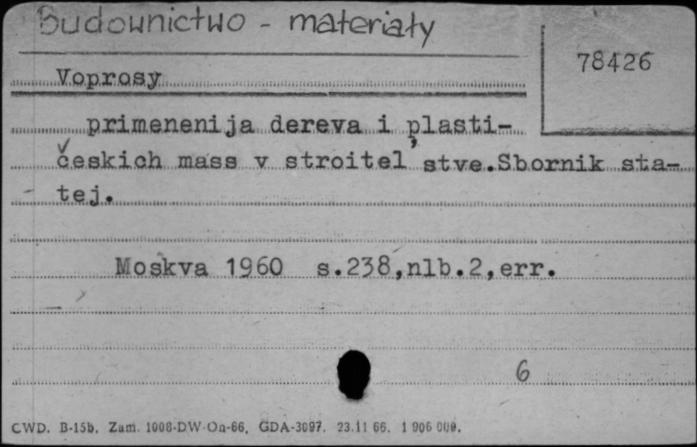 Budownictwo - materiały
78426
Voprosy
primenenija dereva i plasti-
českich mass v stroitel'stve.Sbornik sta-
tej.
Moskva 1960 s.238,nlb.2,err.
6
CWD. B-15b. Zam. 1008-DW-Oa-66. GDA-3097. 23.11 66. 1 906 000.